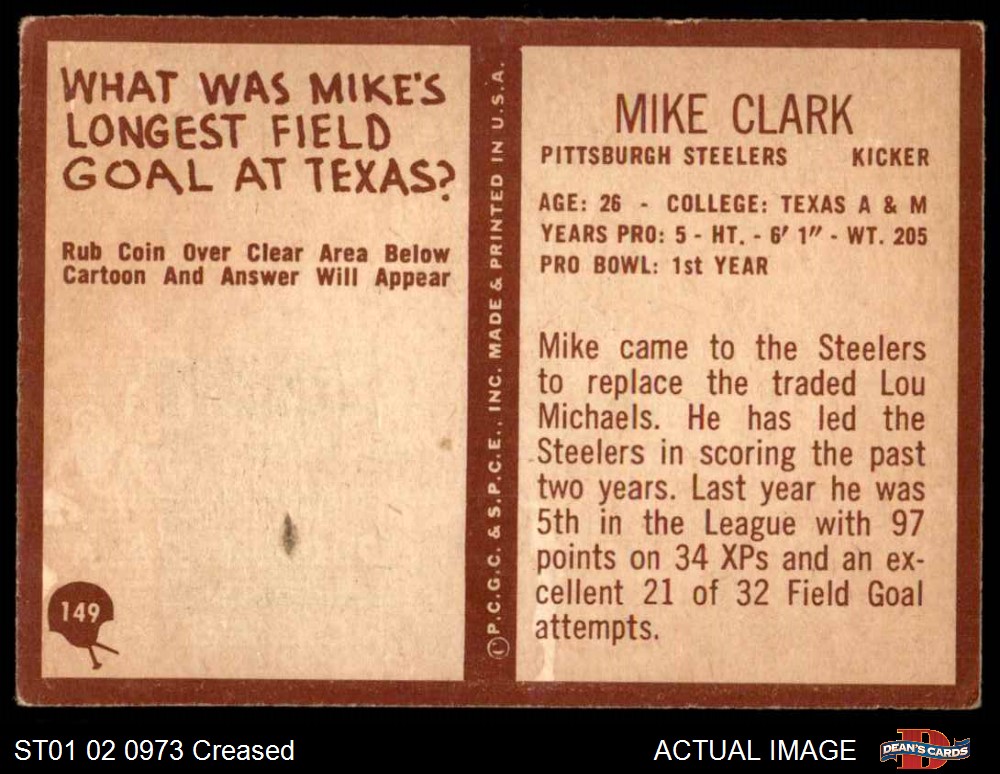 WHAT WAS MIKE'S
LONGEST FIELD
GOAL AT TEXAS?
Rub Coin Over Clear Area Below
Cartoon And Answer Will Appear
149
© P.C.G.C. & S.P.C.E., INC. MADE & PRINTED IN U.S.A.
MIKE CLARK
PITTSBURGH STEELERS KICKER
AGE: 26 - COLLEGE: TEXAS A & M
YEARS PRO: 5 - HT. - 6' 1" - WT. 205
PRO BOWL: 1st YEAR
Mike came to the Steelers
to replace the traded Lou
Michaels. He has led the
Steelers in scoring the past
two years. Last year he was
5th in the League with 97
points on 34 XPs and an ex-
cellent 21 of 32 Field Goal
attempts.
ST01 02 0973 Creased
ACTUAL IMAGE
DEAN'S CARDS